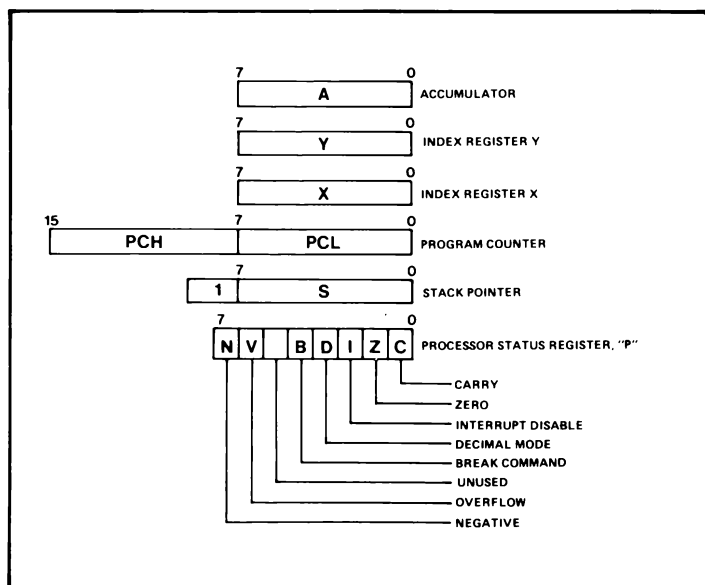 7 0
A ACCUMULATOR
7 0
Y INDEX REGISTER Y
7 0
X INDEX REGISTER X
15 7 0
PCH PCL PROGRAM COUNTER
7 0
1 S STACK POINTER
7 0
N V B D I Z C PROCESSOR STATUS REGISTER, "P"
CARRY
ZERO
INTERRUPT DISABLE
DECIMAL MODE
BREAK COMMAND
UNUSED
OVERFLOW
NEGATIVE